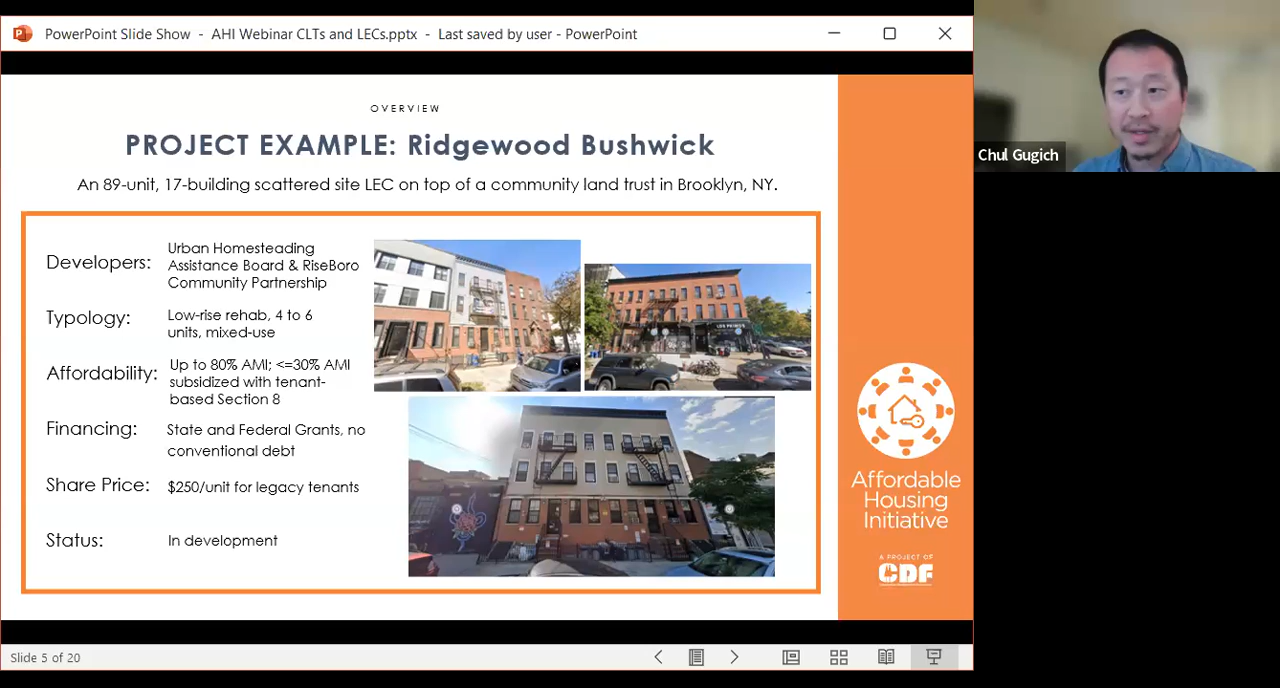 PowerPoint Slide Show - AHI Webinar CLTs and LECs.pptx - Last saved by user - PowerPoint
OVERVIEW
PROJECT EXAMPLE: Ridgewood Bushwick
An 89-unit, 17-building scattered site LEC on top of a community land trust in Brooklyn, NY.
Developers:
Urban Homesteading
Assistance Board & RiseBoro
Community Partnership
Typology:
Low-rise rehab, 4 to 6
units, mixed-use
Affordability:
Up to 80% AMI; <=30% AMI
subsidized with tenant-
based Section 8
Financing:
State and Federal Grants, no
conventional debt
Share Price:
$250/unit for legacy tenants
Status:
In development
Affordable
Housing
Initiative
A PROJECT OF
CDF
Chul Gugich
Slide 5 of 20